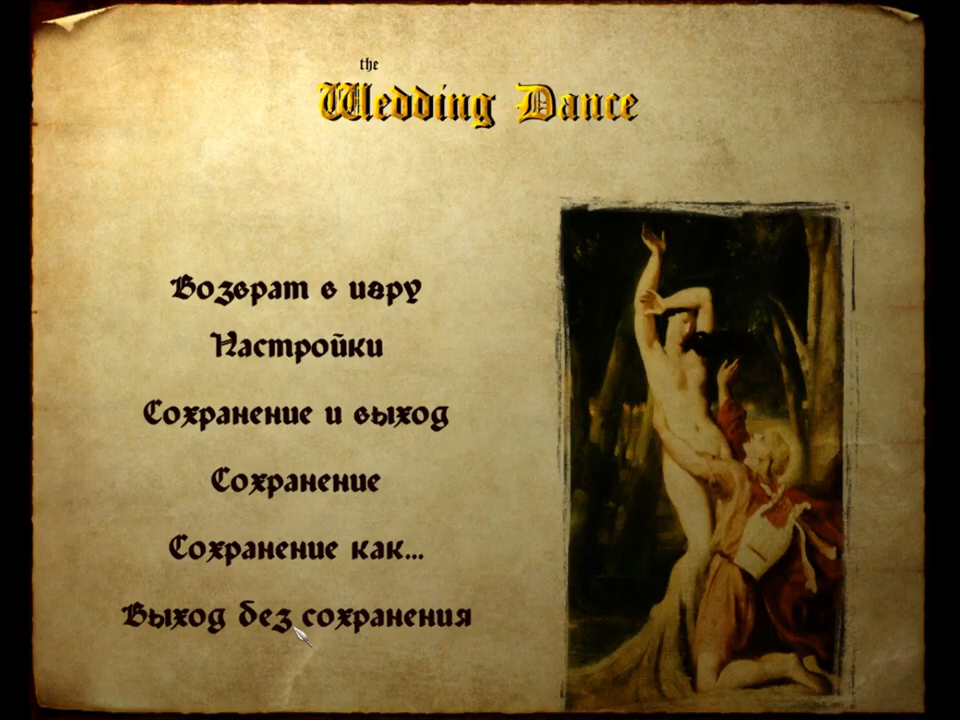 the
Wedding Dance
Возврат в игру
Настройки
Сохранение и выход
Сохранение
Сохранение как...
Выход без сохранения